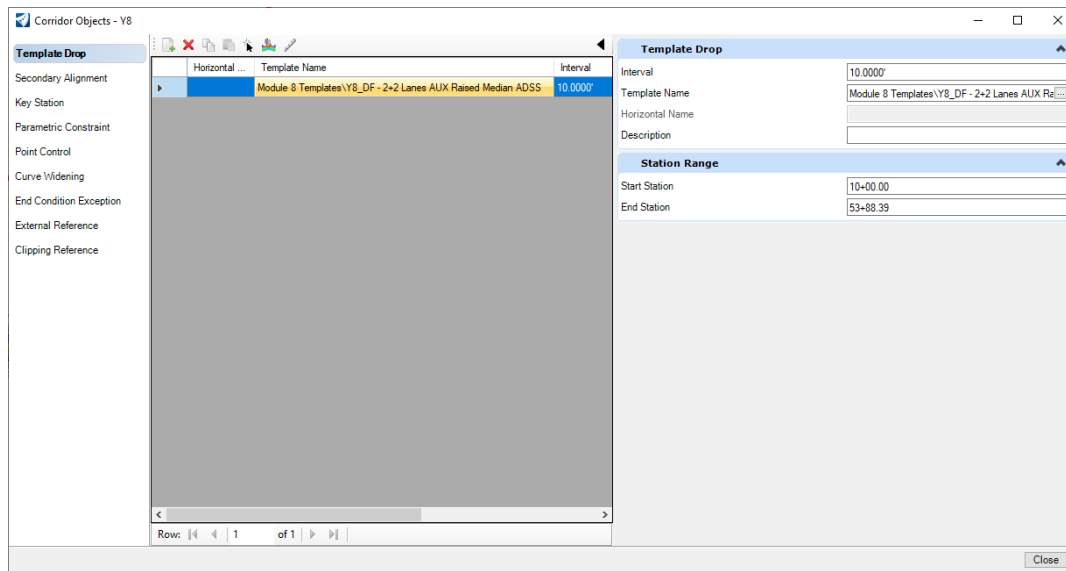 Corridor Objects - Y8
Template Drop
Secondary Alignment
Key Station
Parametric Constraint
Point Control
Curve Widening
End Condition Exception
External Reference
Clipping Reference
Horizontal ... Template Name Interval
Module 8 Templates\Y8_DF - 2+2 Lanes AUX Raised Median ADSS 10.0000'
Row: 1 of 1
Template Drop
Interval 10.0000'
Template Name Module 8 Templates\Y8_DF - 2+2 Lanes AUX Ra ...
Horizontal Name
Description
Station Range
Start Station 10+00.00
End Station 53+88.39
Close